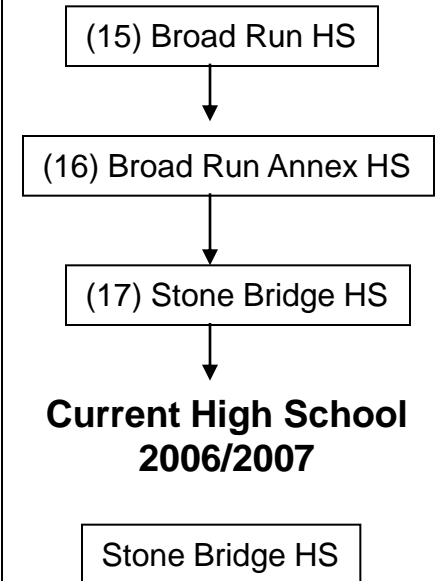 (15) Broad Run HS
(16) Broad Run Annex HS
(17) Stone Bridge HS
Current High School
2006/2007
Stone Bridge HS